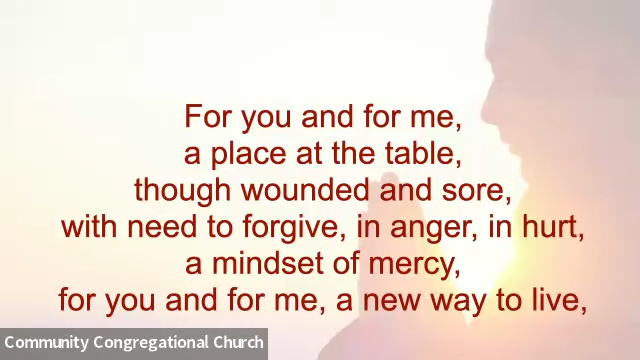 For you and for me,
a place at the table,
though wounded and sore,
with need to forgive, in anger, in hurt,
a mindset of mercy,
for you and for me, a new way to live,
Community Congregational Church